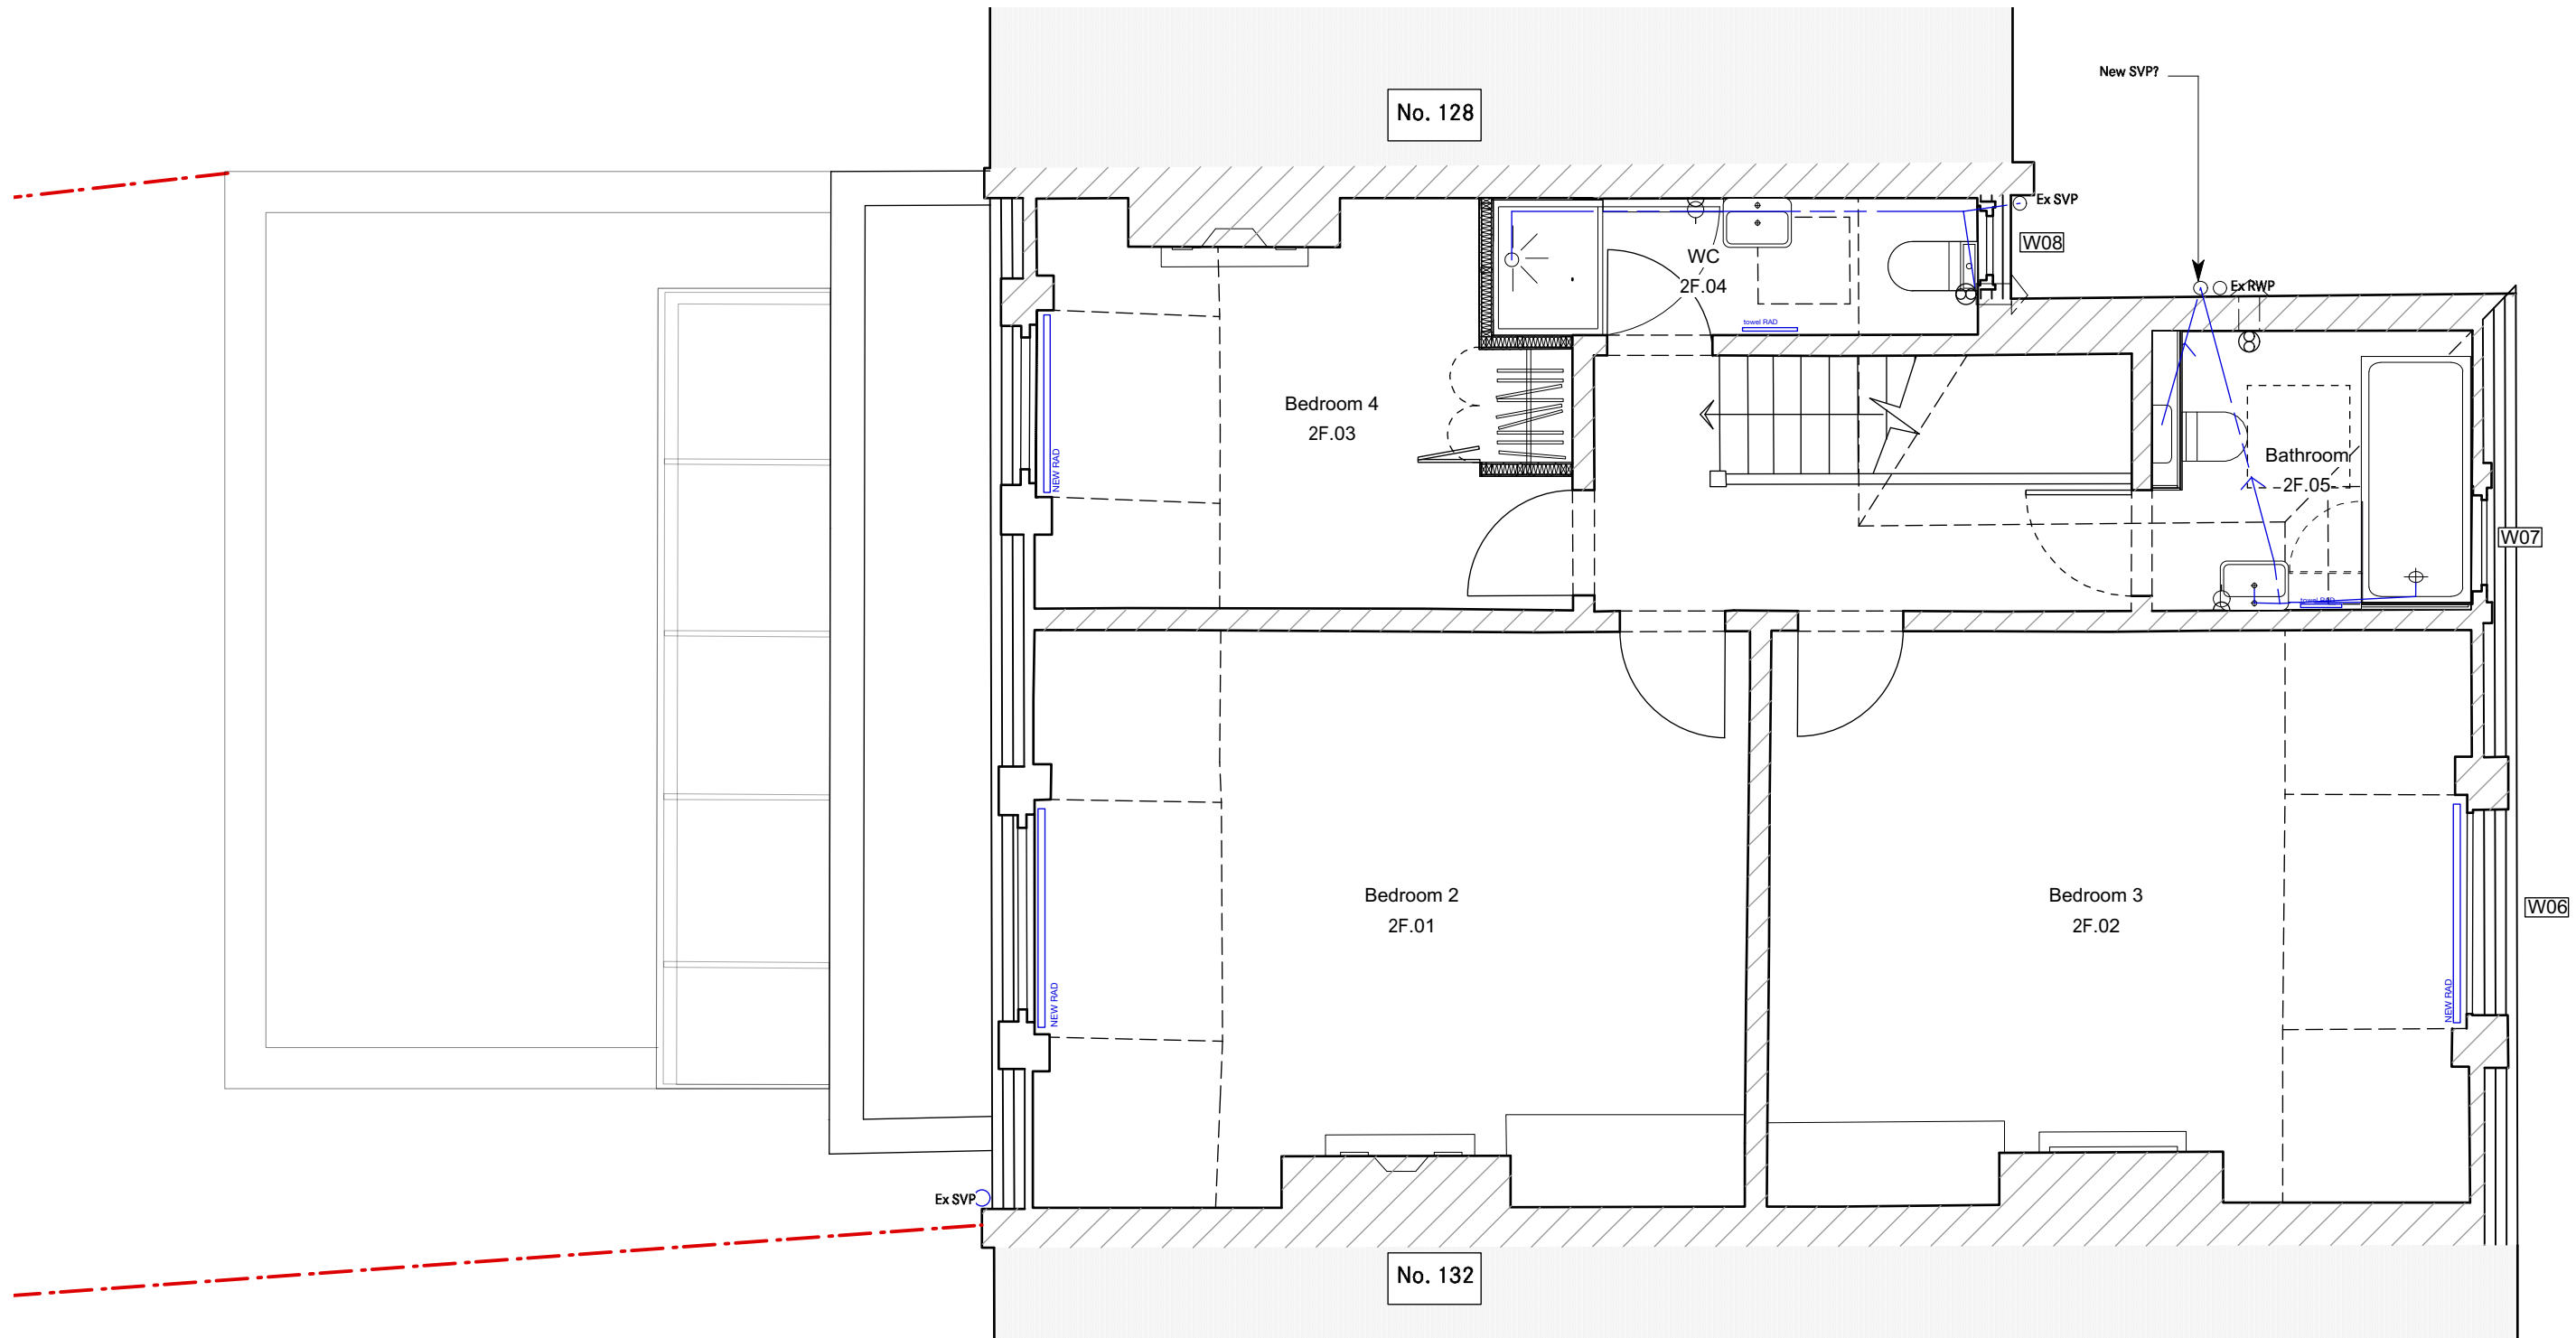 New SVP?
No. 128
Ex SVP
WC
2F.04
W08
Ex RWP
towel RAD
Bedroom 4
2F.03
NEW RAD
Bathroom
2F.05
W07
towel RAD
Bedroom 2
2F.01
Bedroom 3
2F.02
W06
NEW RAD
NEW RAD
Ex SVP
No. 132